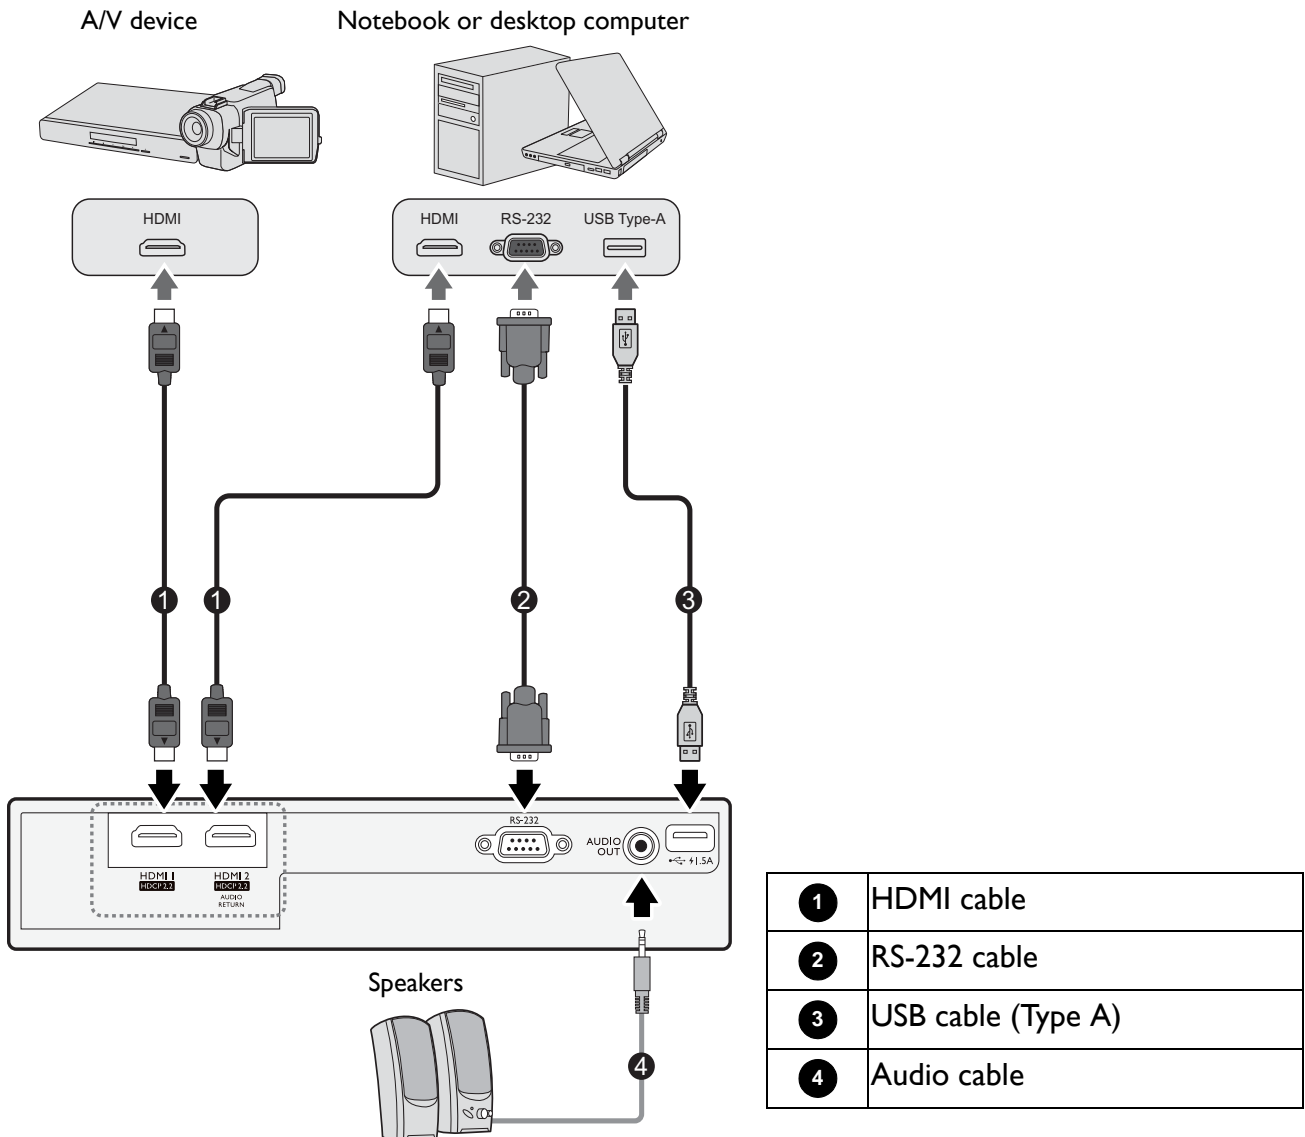 A/V device
Notebook or desktop computer
HDMI
HDMI RS-232 USB Type-A
1 1 2 3
RS-232
AUDIO
OUT
1.5A
HDMI 1
HDCP 2.2
HDMI 2
HDCP 2.2
AUDIO
RETURN
Speakers
4
1 HDMI cable
2 RS-232 cable
3 USB cable (Type A)
4 Audio cable